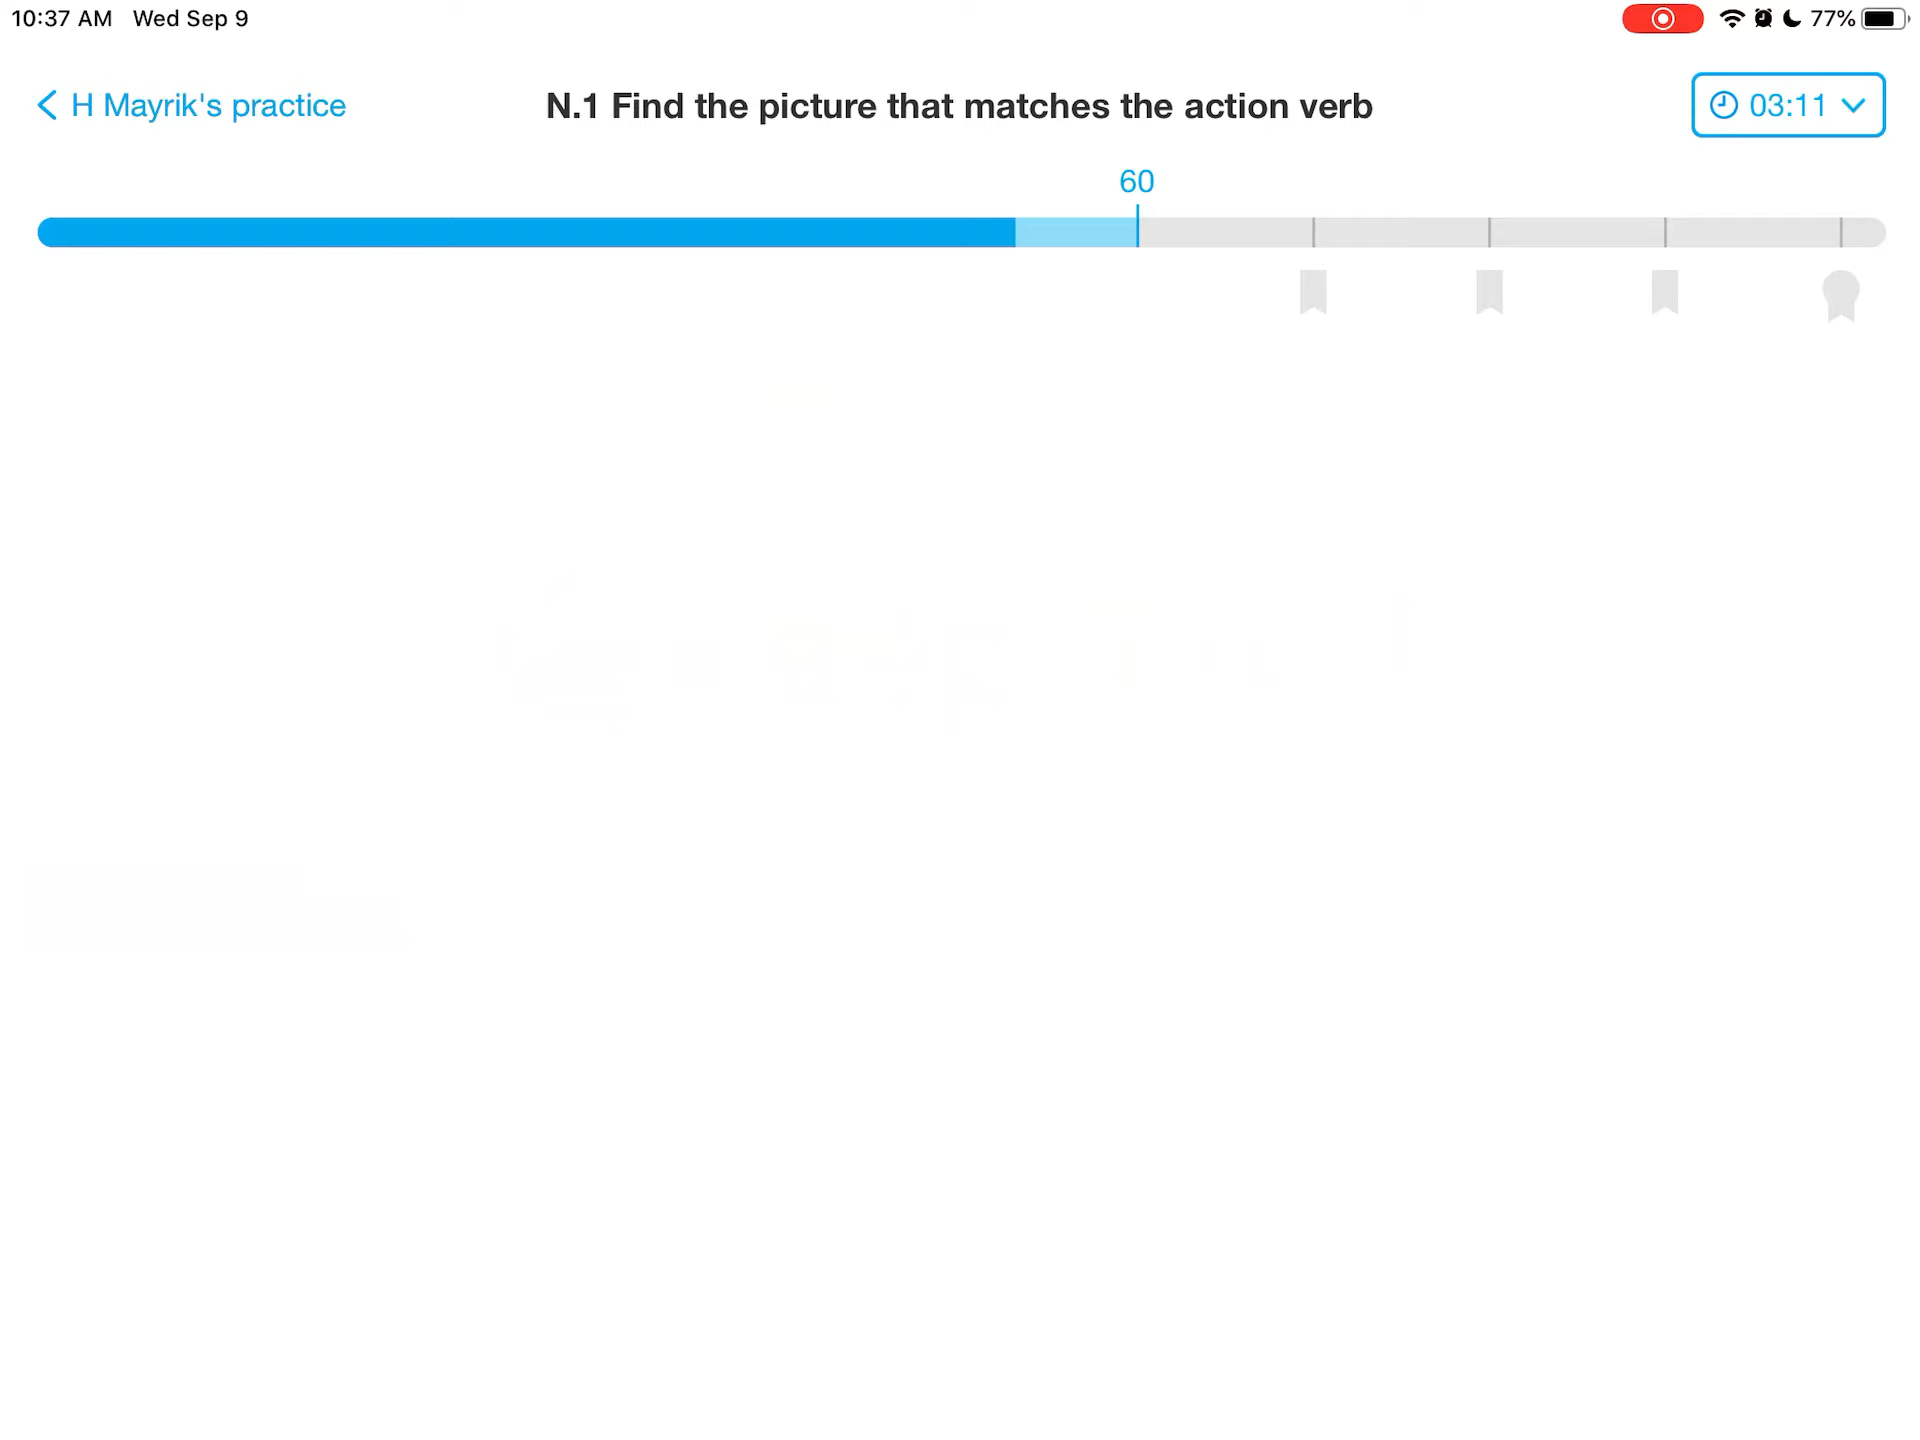 10:37 AM Wed Sep 9 77%
H Mayrik's practice
N.1 Find the picture that matches the action verb
03:11
60